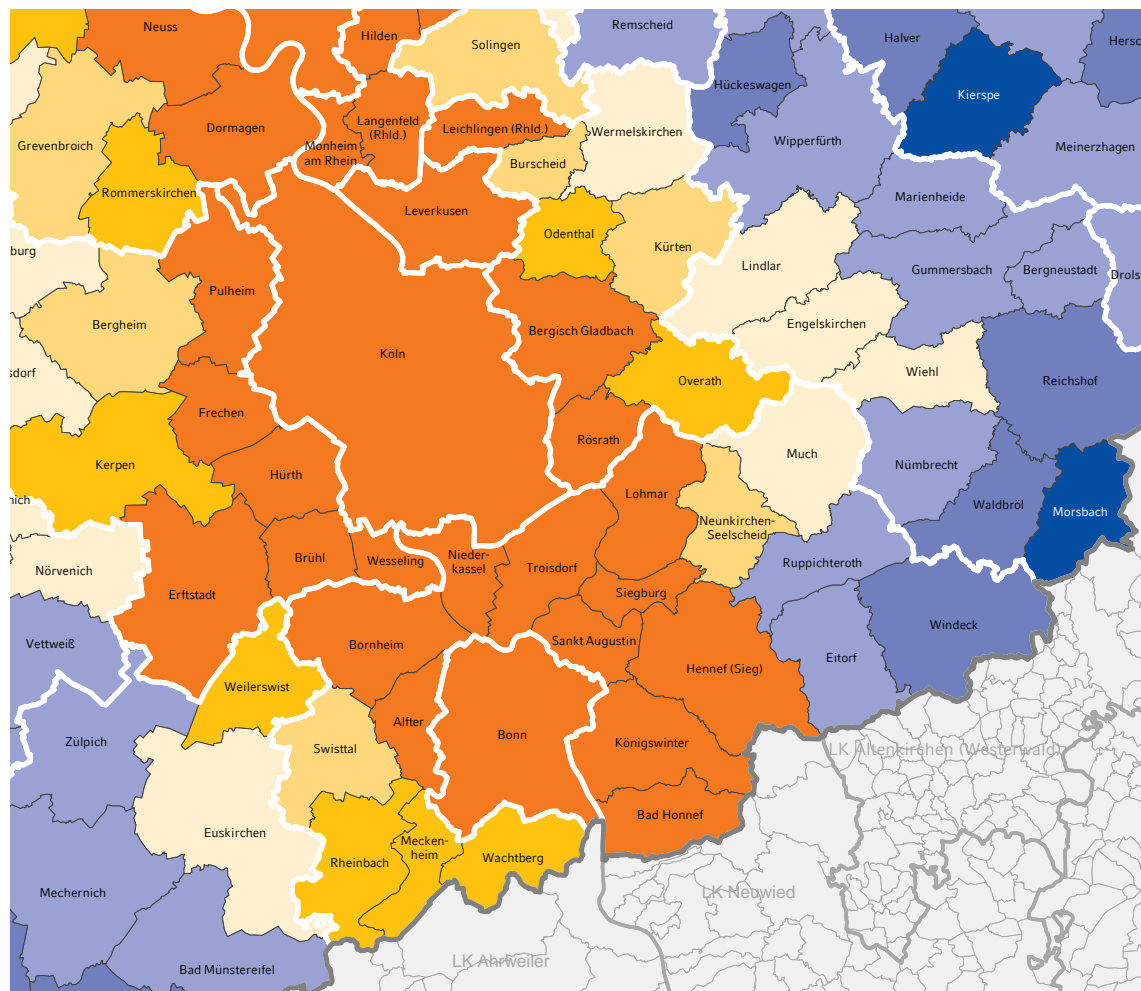 Neuss
Hilden
Solingen
Remscheid
Halver
Hersc
Hückeswagen
Kierspe
Dormagen
Langenfeld
(Rhld.)
Leichlingen (Rhld.)
Wermelskirchen
Wipperfürth
Meinerzhagen
Grevenbroich
Monheim
am Rhein
Burscheid
Rommerskirchen
Leverkusen
Marienheide
Odenthal
Kürten
burg
Lindlar
Gummersbach
Bergneustadt
Drols
Pulheim
Bergheim
Bergisch Gladbach
Engelskirchen
Köln
sdorf
Overath
Wiehl
Reichshof
Frechen
Rösrath
Much
Kerpen
Hürth
Nümbrecht
Lohmar
nich
Waldbröl
Morsbach
Neunkirchen-
Seelscheid
Nörvenich
Brühl
Wesseling
Nieder-
kassel
Troisdorf
Ruppichteroth
Erftstadt
Siegburg
Windeck
Vettweiß
Bornheim
Sankt Augustin
Hennef (Sieg)
Eitorf
Weilerswist
Alfter
Zülpich
Swisttal
Bonn
Königswinter
LK Altenkirchen (Westerwald)
Bad Honnef
Euskirchen
Rheinbach
Mecken-
heim
Wachtberg
Mechernich
LK Neuwied
LK Ahrweiler
Bad Münstereifel